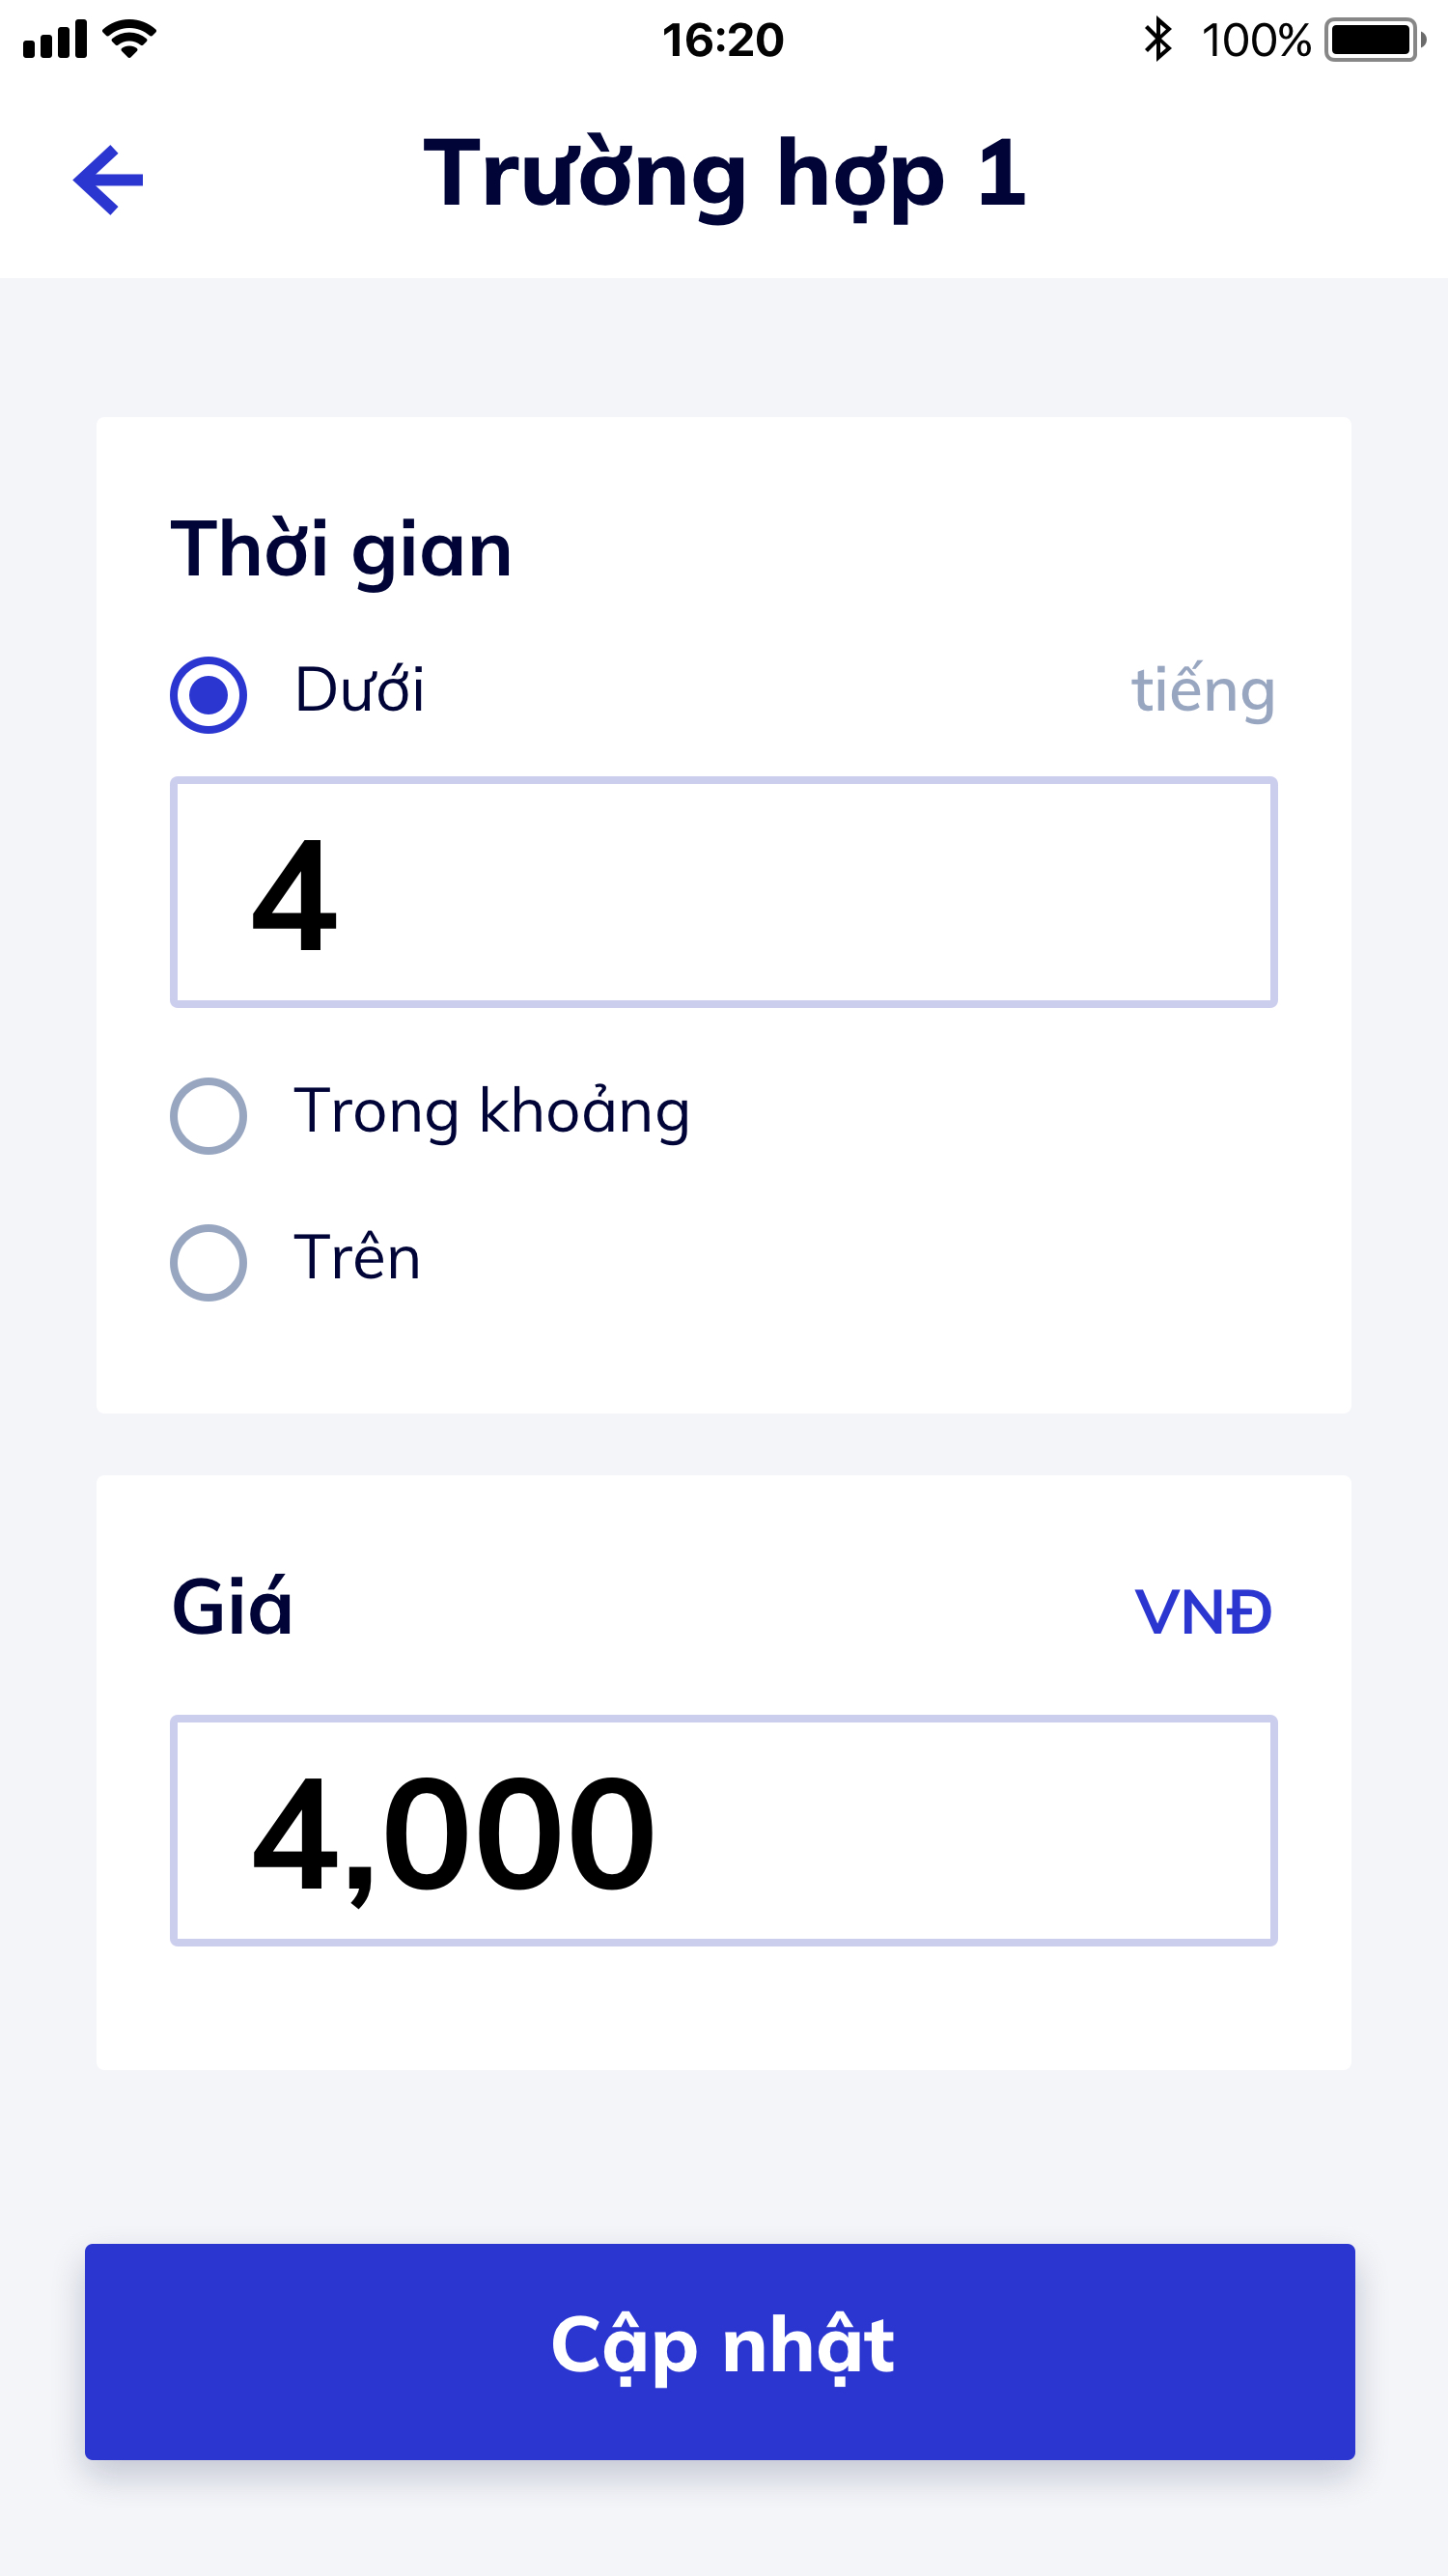 16:20
100%
Trường hợp 1
Thời gian
Dưới
tiếng
4
Trong khoảng
Trên
Giá
VNĐ
4,000
Cập nhật